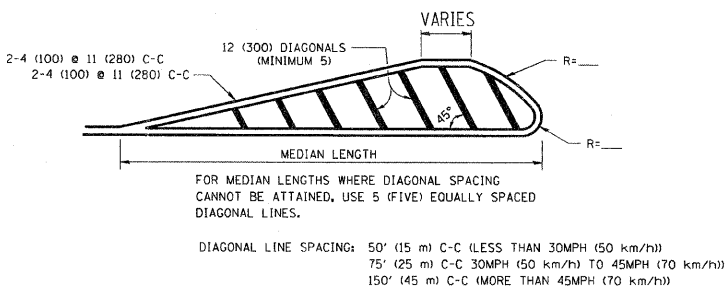 VARIES
2-4 (100) @ 11 (280) C-C
2-4 (100) @ 11 (280) C-C
12 (300) DIAGONALS
(MINIMUM 5)
R=___
45°
R=___
MEDIAN LENGTH
FOR MEDIAN LENGTHS WHERE DIAGONAL SPACING
CANNOT BE ATTAINED, USE 5 (FIVE) EQUALLY SPACED
DIAGONAL LINES.
DIAGONAL LINE SPACING: 50' (15 m) C-C (LESS THAN 30MPH (50 km/h))
75' (25 m) C-C 30MPH (50 km/h) TO 45MPH (70 km/h))
150' (45 m) C-C (MORE THAN 45MPH (70 km/h))